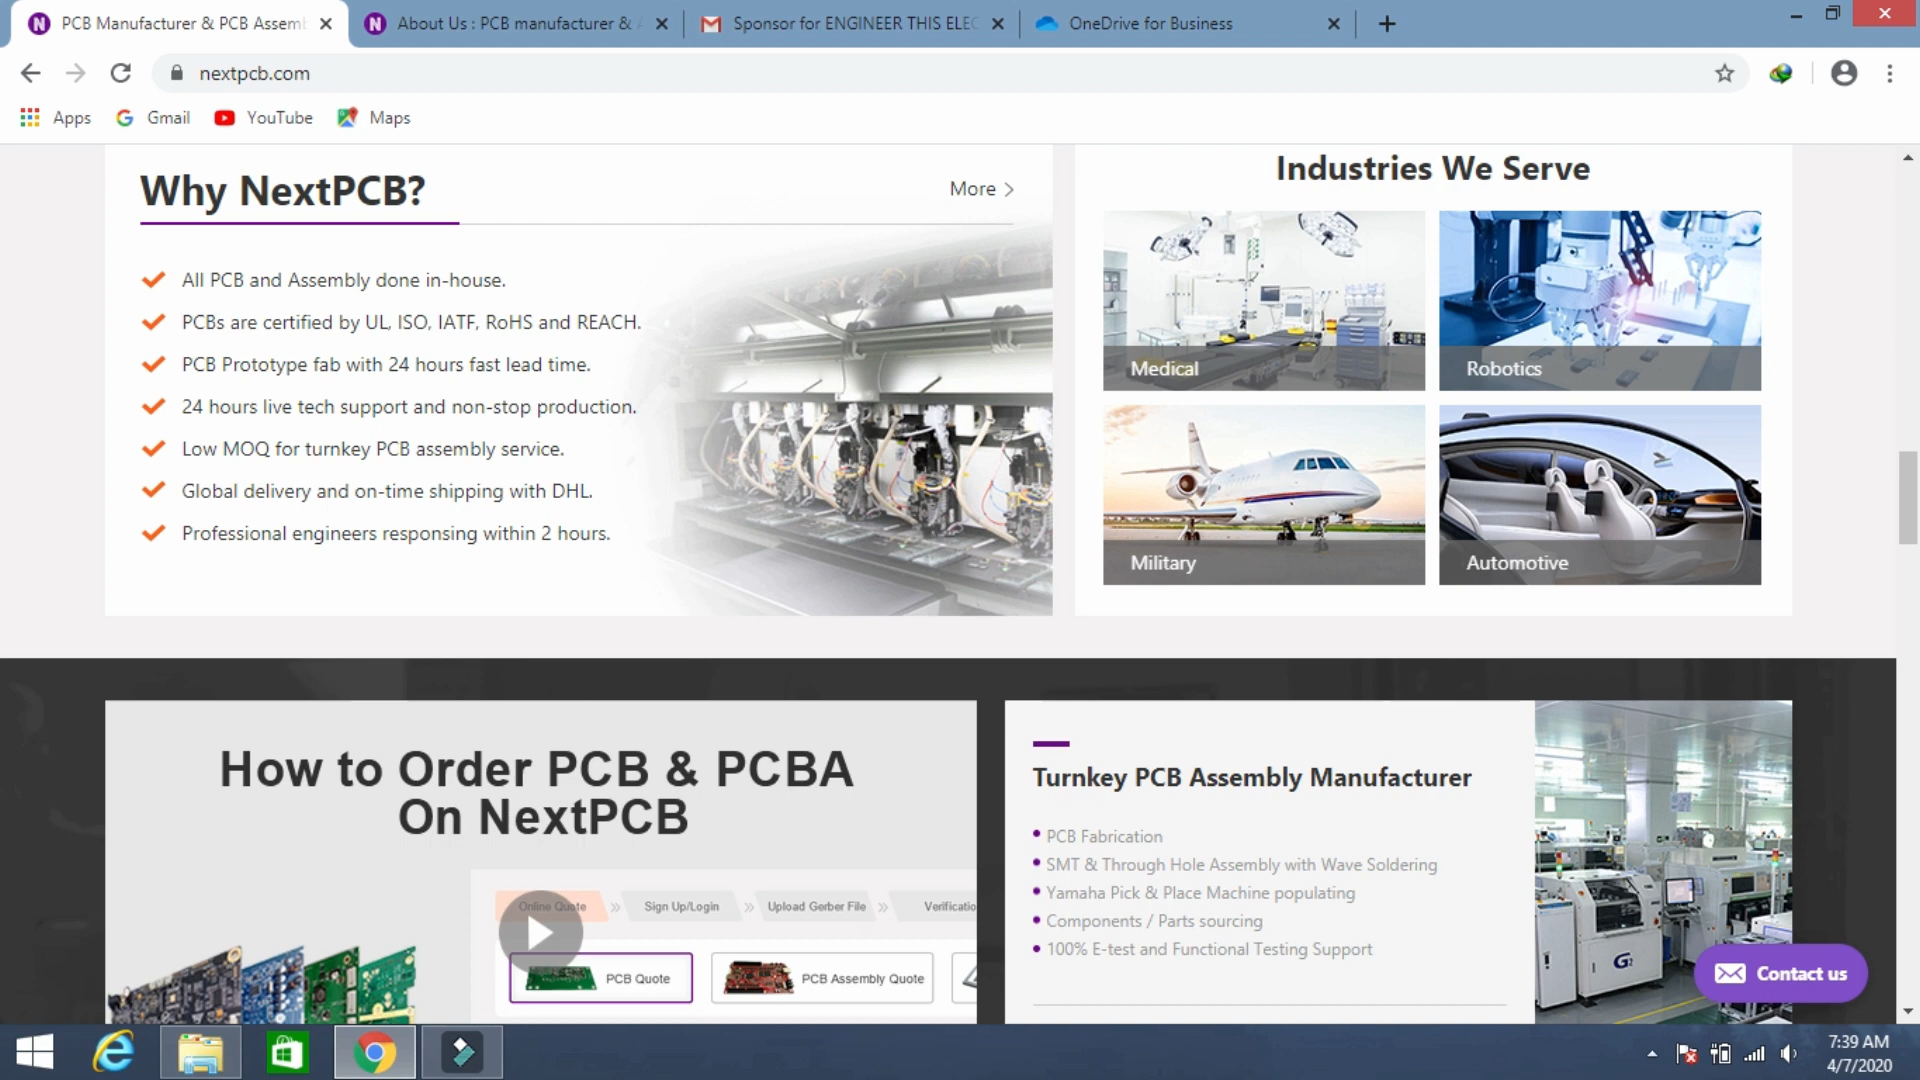 PCB Manufacturer & PCB Assem
About Us : PCB manufacturer &
Sponsor for ENGINEER THIS ELEC
OneDrive for Business
nextpcb.com
Apps
Gmail
YouTube
Maps
Why NextPCB?
More >
All PCB and Assembly done in-house.
PCBs are certified by UL, ISO, IATF, RoHS and REACH.
PCB Prototype fab with 24 hours fast lead time.
24 hours live tech support and non-stop production.
Low MOQ for turnkey PCB assembly service.
Global delivery and on-time shipping with DHL.
Professional engineers responsing within 2 hours.
Industries We Serve
Medical
Robotics
Military
Automotive
How to Order PCB & PCBA
On NextPCB
Online Quote
Sign Up/Login
Upload Gerber File
Verificatio
PCB Quote
PCB Assembly Quote
Turnkey PCB Assembly Manufacturer
PCB Fabrication
SMT & Through Hole Assembly with Wave Soldering
Yamaha Pick & Place Machine populating
Components / Parts sourcing
100% E-test and Functional Testing Support
Contact us
7:39 AM
4/7/2020